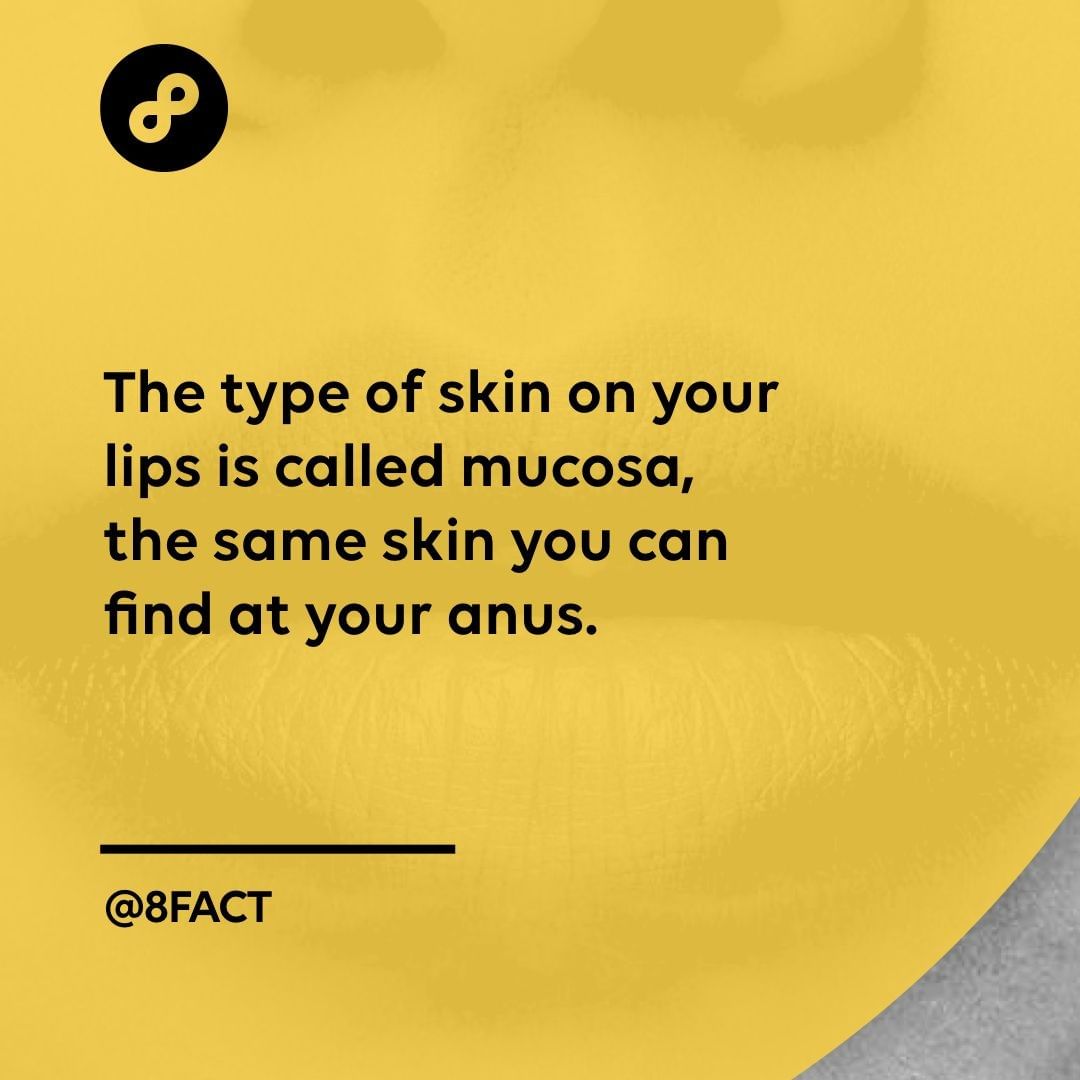 The type of skin on your
lips is called mucosa,
the same skin you can
find at your anus.
@8FACT